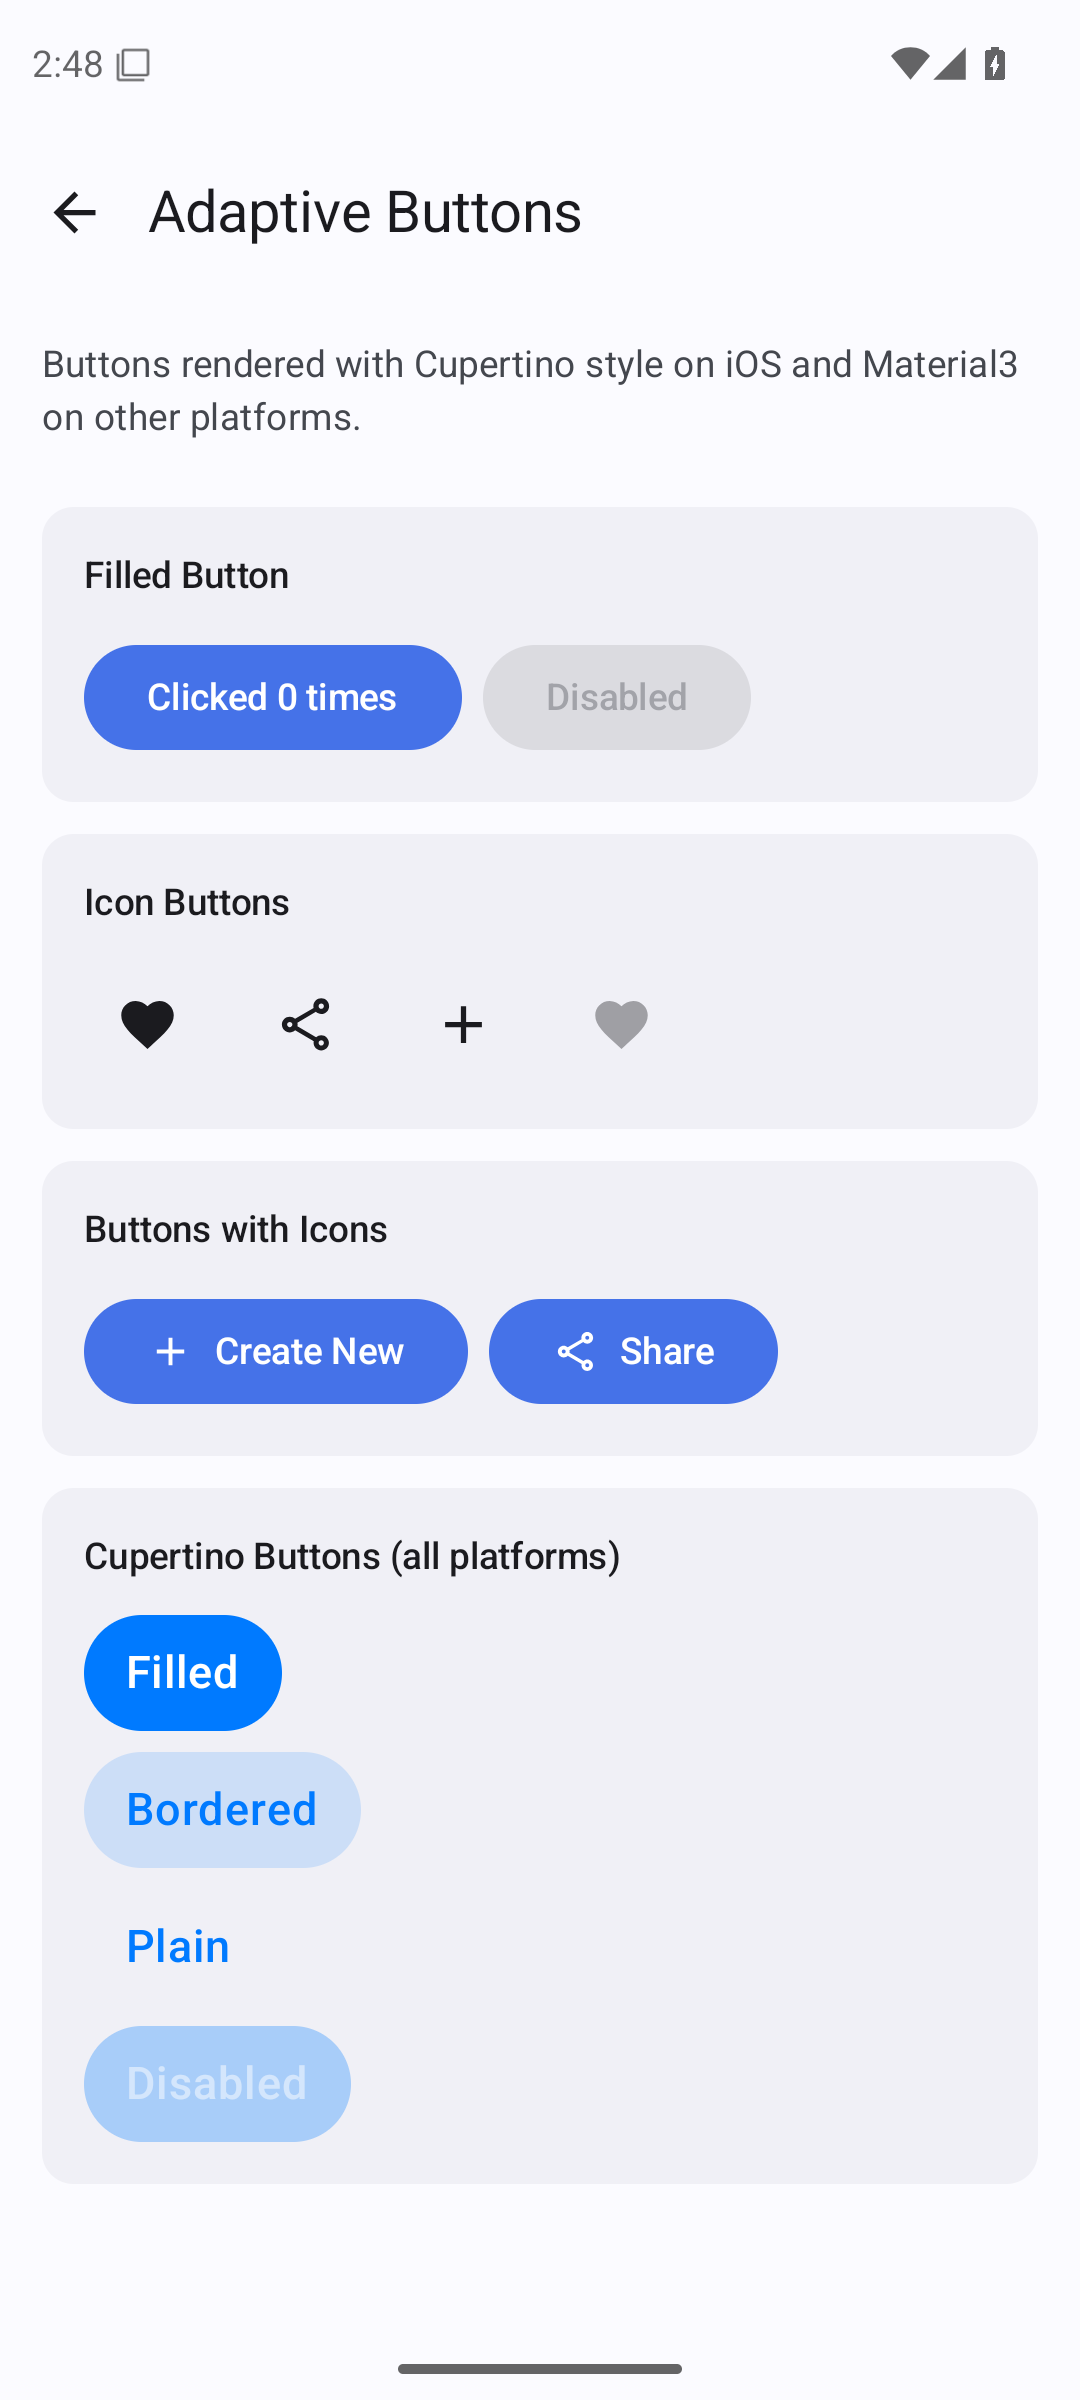 2:48
Adaptive Buttons
Buttons rendered with Cupertino style on iOS and Material3
on other platforms.
Filled Button
Clicked 0 times
Disabled
Icon Buttons
Buttons with Icons
Create New
Share
Cupertino Buttons (all platforms)
Filled
Bordered
Plain
Disabled